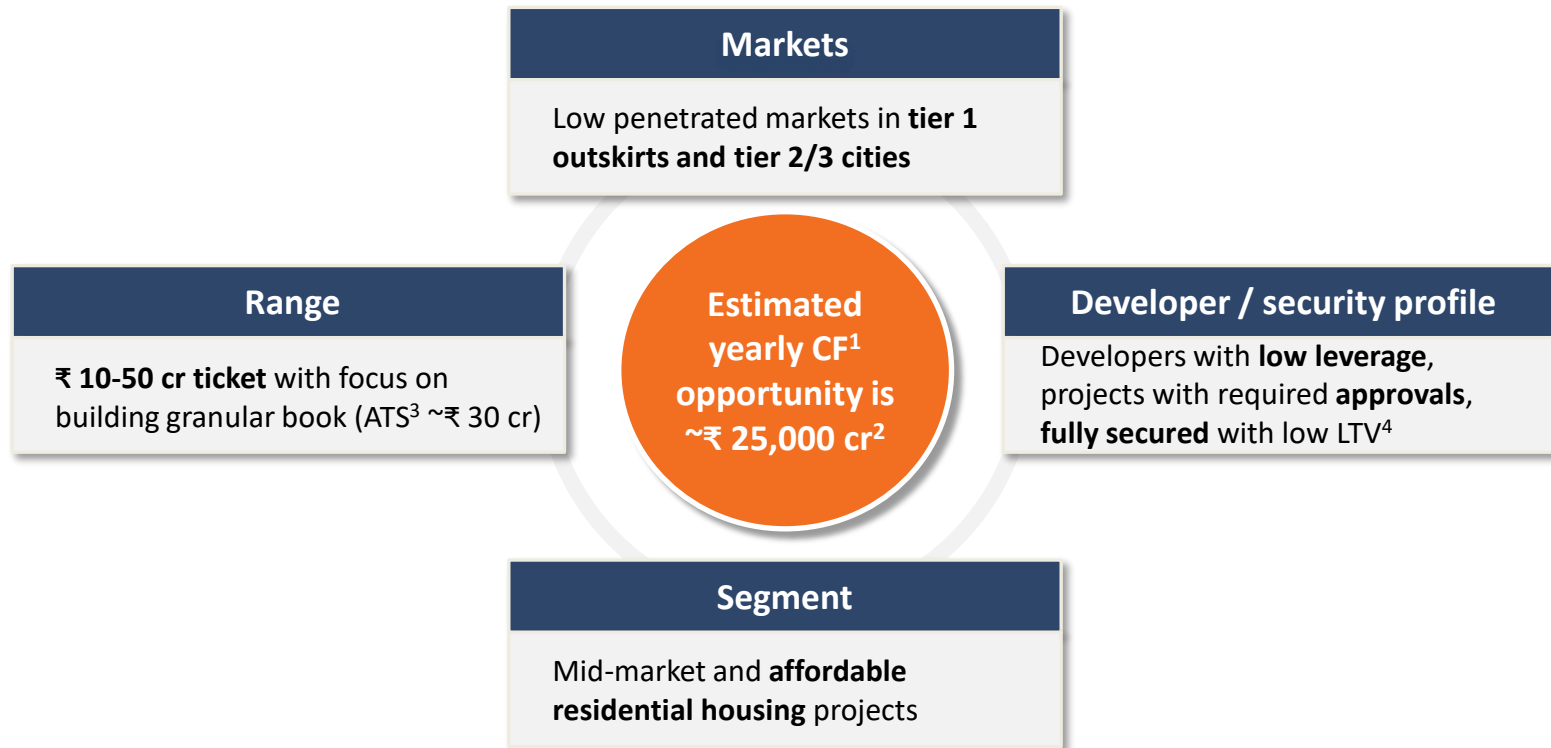 Markets
Low penetrated markets in tier 1
outskirts and tier 2/3 cities
Range
₹ 10-50 cr ticket with focus on
building granular book (ATS³ ~₹ 30 cr)
Estimated
yearly CF¹
opportunity is
~₹ 25,000 cr²
Developer / security profile
Developers with low leverage,
projects with required approvals,
fully secured with low LTV⁴
Segment
Mid-market and affordable
residential housing projects